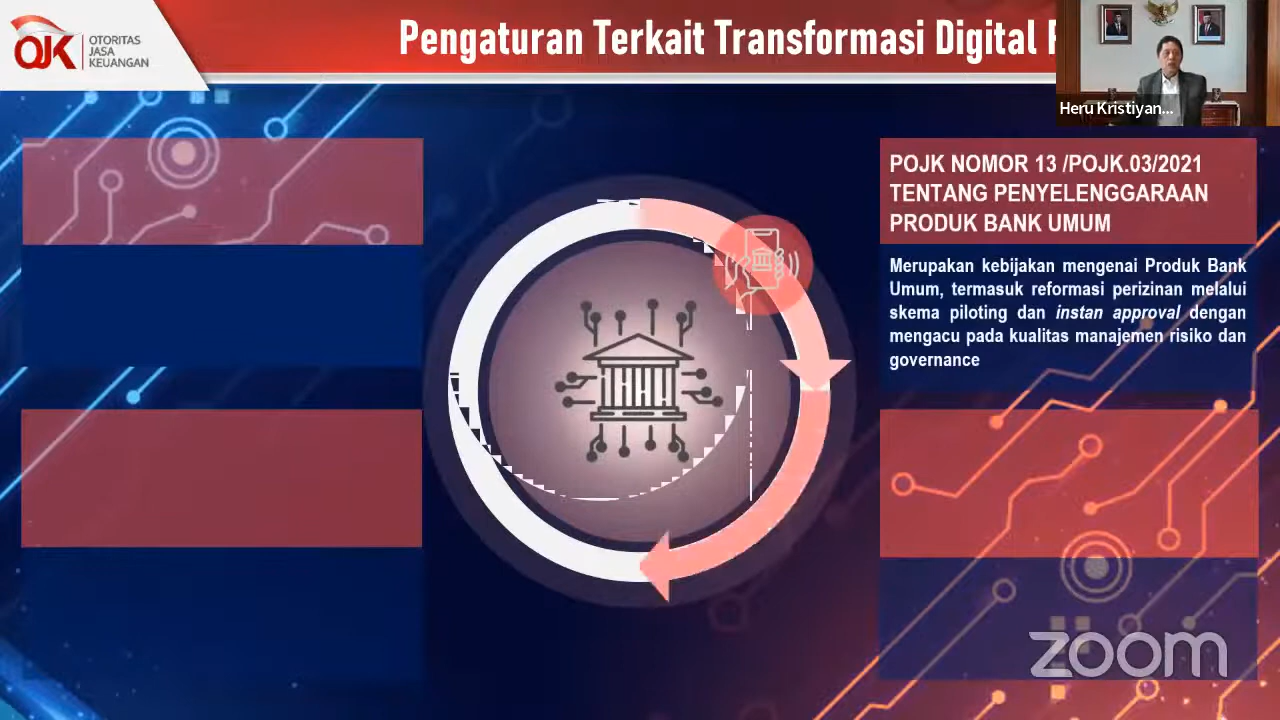 OJK
OTORITAS
JASA
KEUANGAN
Pengaturan Terkait Transformasi Digital
Heru Kristiyan...
POJK NOMOR 13 /POJK.03/2021
TENTANG PENYELENGGARAAN
PRODUK BANK UMUM
Merupakan kebijakan mengenai Produk Bank
Umum, termasuk reformasi perizinan melalui
skema piloting dan instan approval dengan
mengacu pada kualitas manajemen risiko dan
governance
zoom